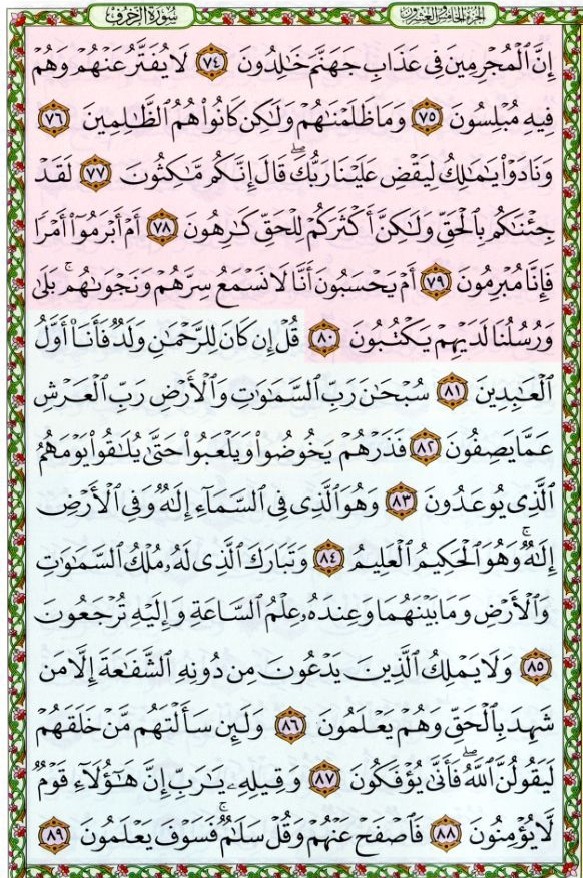 الجزء الخامس والعشرون
سورة الزخرف
إِنَّ ٱلْمُجْرِمِينَ فِى عَذَابِ جَهَنَّمَ خَٰلِدُونَ ٧٤ لَا يُفَتَّرُ عَنْهُمْ وَهُمْ
فِيهِ مُبْلِسُونَ ٧٥ وَمَا ظَلَمْنَٰهُمْ وَلَٰكِن كَانُوا۟ هُمُ ٱلظَّٰلِمِينَ ٧٦
وَنَادَوْا۟ يَٰمَٰلِكُ لِيَقْضِ عَلَيْنَا رَبُّكَ ۖ قَالَ إِنَّكُم مَّٰكِثُونَ ٧٧ لَقَدْ
جِئْنَٰكُم بِٱلْحَقِّ وَلَٰكِنَّ أَكْثَرَكُمْ لِلْحَقِّ كَٰرِهُونَ ٧٨ أَمْ أَبْرَمُوٓا۟ أَمْرًا
فَإِنَّا مُبْرِمُونَ ٧٩ أَمْ يَحْسَبُونَ أَنَّا لَا نَسْمَعُ سِرَّهُمْ وَنَجْوَىٰهُم ۚ بَلَىٰ
وَرُسُلُنَا لَدَيْهِمْ يَكْتُبُونَ ٨٠ قُلْ إِن كَانَ لِلرَّحْمَٰنِ وَلَدٌ فَأَنَا۠ أَوَّلُ
ٱلْعَٰبِدِينَ ٨١ سُبْحَٰنَ رَبِّ ٱلسَّمَٰوَٰتِ وَٱلْأَرْضِ رَبِّ ٱلْعَرْشِ
عَمَّا يَصِفُونَ ٨٢ فَذَرْهُمْ يَخُوضُوا۟ وَيَلْعَبُوا۟ حَتَّىٰ يُلَٰقُوا۟ يَوْمَهُمُ
ٱلَّذِى يُوعَدُونَ ٨٣ وَهُوَ ٱلَّذِى فِى ٱلسَّمَآءِ إِلَٰهٌ وَفِى ٱلْأَرْضِ
إِلَٰهٌ ۚ وَهُوَ ٱلْحَكِيمُ ٱلْعَلِيمُ ٨٤ وَتَبَارَكَ ٱلَّذِى لَهُۥ مُلْكُ ٱلسَّمَٰوَٰتِ
وَٱلْأَرْضِ وَمَا بَيْنَهُمَا وَعِندَهُۥ عِلْمُ ٱلسَّاعَةِ وَإِلَيْهِ تُرْجَعُونَ
٨٥ وَلَا يَمْلِكُ ٱلَّذِينَ يَدْعُونَ مِن دُونِهِ ٱلشَّفَٰعَةَ إِلَّا مَن
شَهِدَ بِٱلْحَقِّ وَهُمْ يَعْلَمُونَ ٨٦ وَلَئِن سَأَلْتَهُم مَّنْ خَلَقَهُمْ
لَيَقُولُنَّ ٱللَّهُ ۖ فَأَنَّىٰ يُؤْفَكُونَ ٨٧ وَقِيلِهِۦ يَٰرَبِّ إِنَّ هَٰٓؤُلَآءِ قَوْمٌ
لَّا يُؤْمِنُونَ ٨٨ فَٱصْفَحْ عَنْهُمْ وَقُلْ سَلَٰمٌ ۚ فَسَوْفَ يَعْلَمُونَ ٨٩